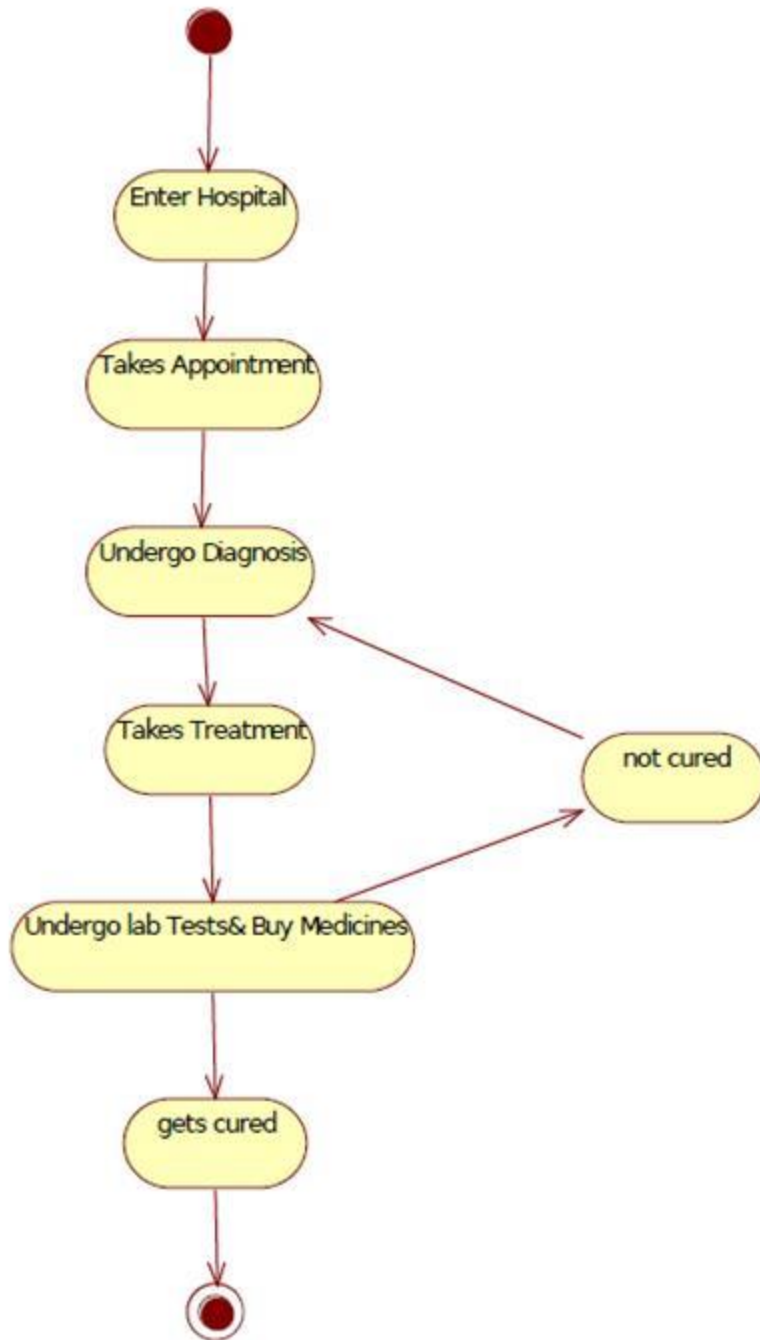 Enter Hospital
Takes Appointment
Undergo Diagnosis
Takes Treatment
not cured
Undergo lab Tests& Buy Medicines
gets cured